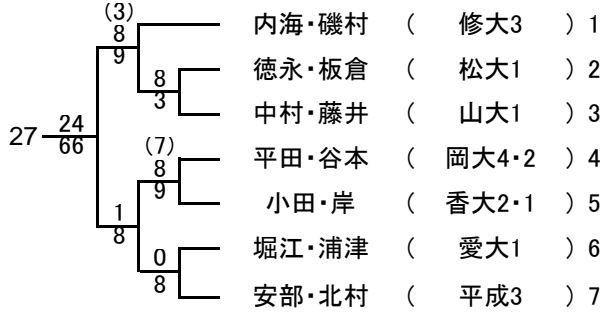 (3)
内海・磯村 ( 修大3 ) 1
8
9
徳永・板倉 ( 松大1 ) 2
8
3
中村・藤井 ( 山大1 ) 3
27
24
66
(7)
平田・谷本 ( 岡大4・2 ) 4
8
9
小田・岸 ( 香大2・1 ) 5
1
8
堀江・浦津 ( 愛大1 ) 6
0
8
安部・北村 ( 平成3 ) 7